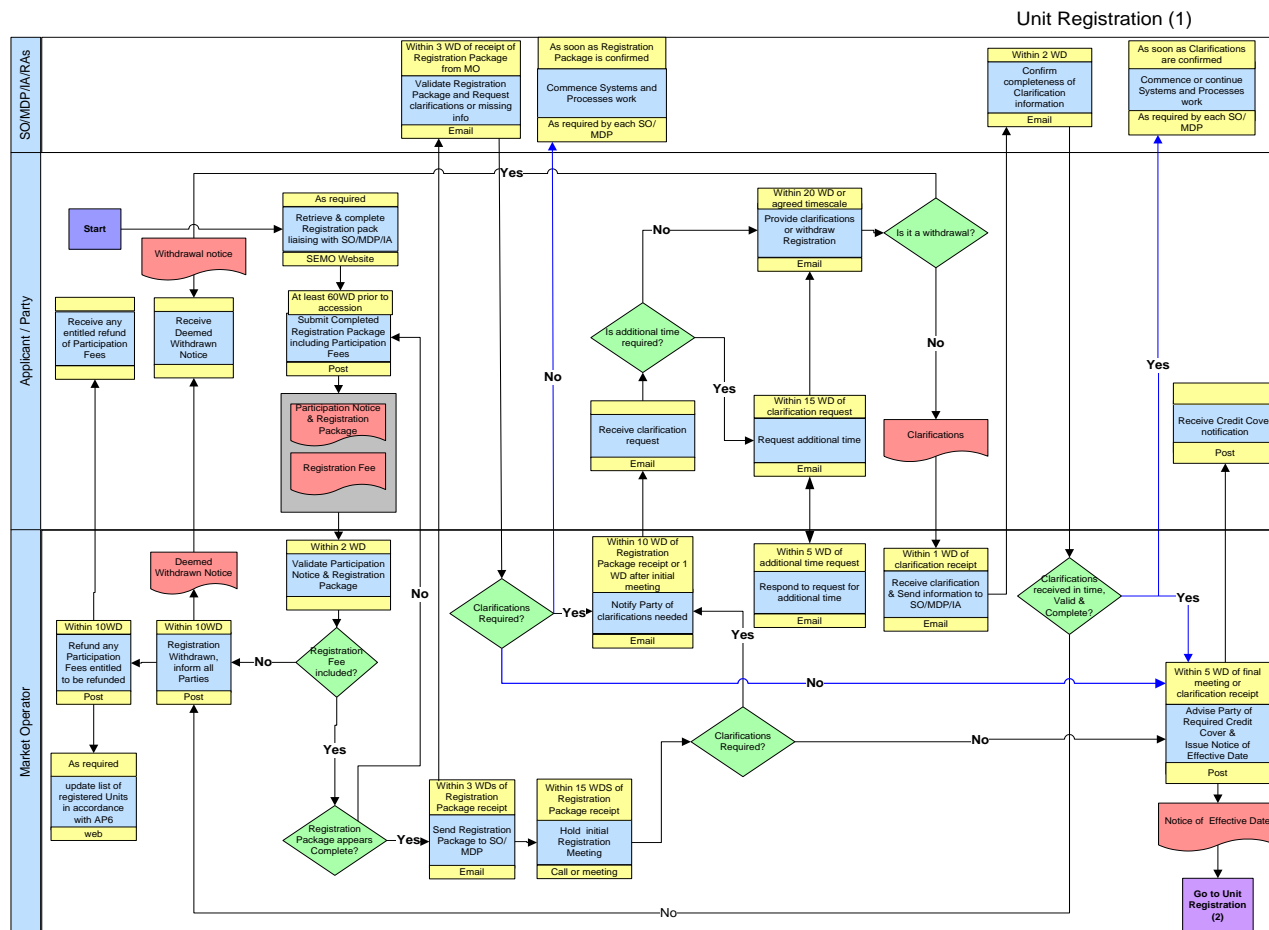 Unit Registration (1)
SO/MDP/IA/RAs
Within 3 WD of receipt of
Registration Package
from MO
Validate Registration
Package and Request
clarifications or missing
info
Email
As soon as Registration
Package is confirmed
Commence Systems and
Processes work
As required by each SO/
MDP
Within 2 WD
Confirm
completeness of
Clarification
information
Email
As soon as Clarifications
are confirmed
Commence or continue
Systems and Processes
work
As required by each SO/
MDP
Applicant / Party
Start
As required
Retrieve & complete
Registration pack
liaising with SO/MDP/IA
SEMO Website
Yes
Within 20 WD or
agreed timescale
Provide clarifications
or withdraw
Registration
Email
Is it a withdrawal?
No
Withdrawal notice
Receive any
entitled refund
of Participation
Fees
Receive
Deemed
Withdrawn
Notice
At least 60WD prior to
accession
Submit Completed
Registration Package
including Participation
Fees
Post
Is additional time
required?
No
Yes
No
Yes
Participation Notice
& Registration
Package
Registration Fee
Receive clarification
request
Email
Within 15 WD of
clarification request
Request additional time
Email
Clarifications
Receive Credit Cove
notification
Post
Market Operator
Deemed
Withdrawn Notice
Within 2 WD
Validate Participation
Notice & Registration
Package
No
Clarifications
Required?
Yes
Within 10 WD of
Registration
Package receipt or 1
WD after initial
meeting
Notify Party of
clarifications needed
Email
Within 5 WD of
additional time request
Respond to request for
additional time
Email
Within 1 WD of
clarification receipt
Receive clarification
& Send information to
SO/MDP/IA
Email
Clarifications
received in time,
Valid &
Complete?
Yes
Within 10WD
Refund any
Participation
Fees entitled
to be refunded
Post
Within 10WD
Registration
Withdrawn,
inform all
Parties
Post
No
Registration
Fee
included?
Yes
No
Within 5 WD of final
meeting or
clarification receipt
Advise Party of
Required Credit
Cover &
Issue Notice of
Effective Date
Post
As required
update list of
registered Units
in accordance
with AP6
web
Yes
Clarifications
Required?
No
Registration
Package appears
Complete?
Yes
Within 3 WDs of
Registration
Package receipt
Send Registration
Package to SO/
MDP
Email
Within 15 WDS of
Registration
Package receipt
Hold initial
Registration
Meeting
Call or meeting
Notice of Effective Date
No
Go to Unit
Registration
(2)